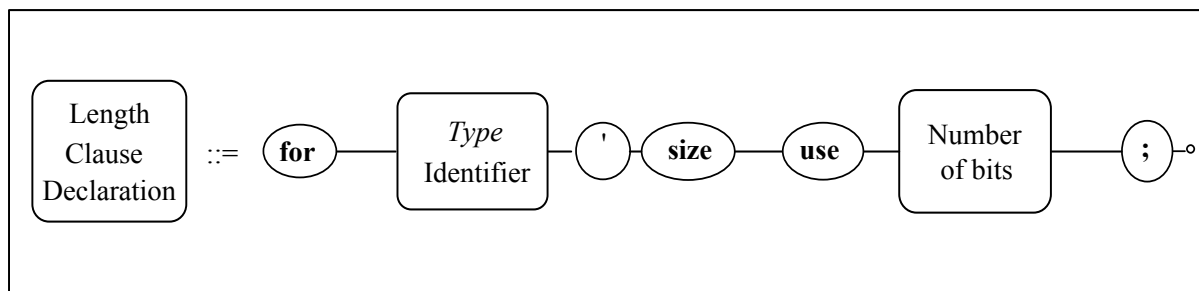 Length
Clause
Declaration
::=
for
Type
Identifier
'
size
use
Number
of bits
;